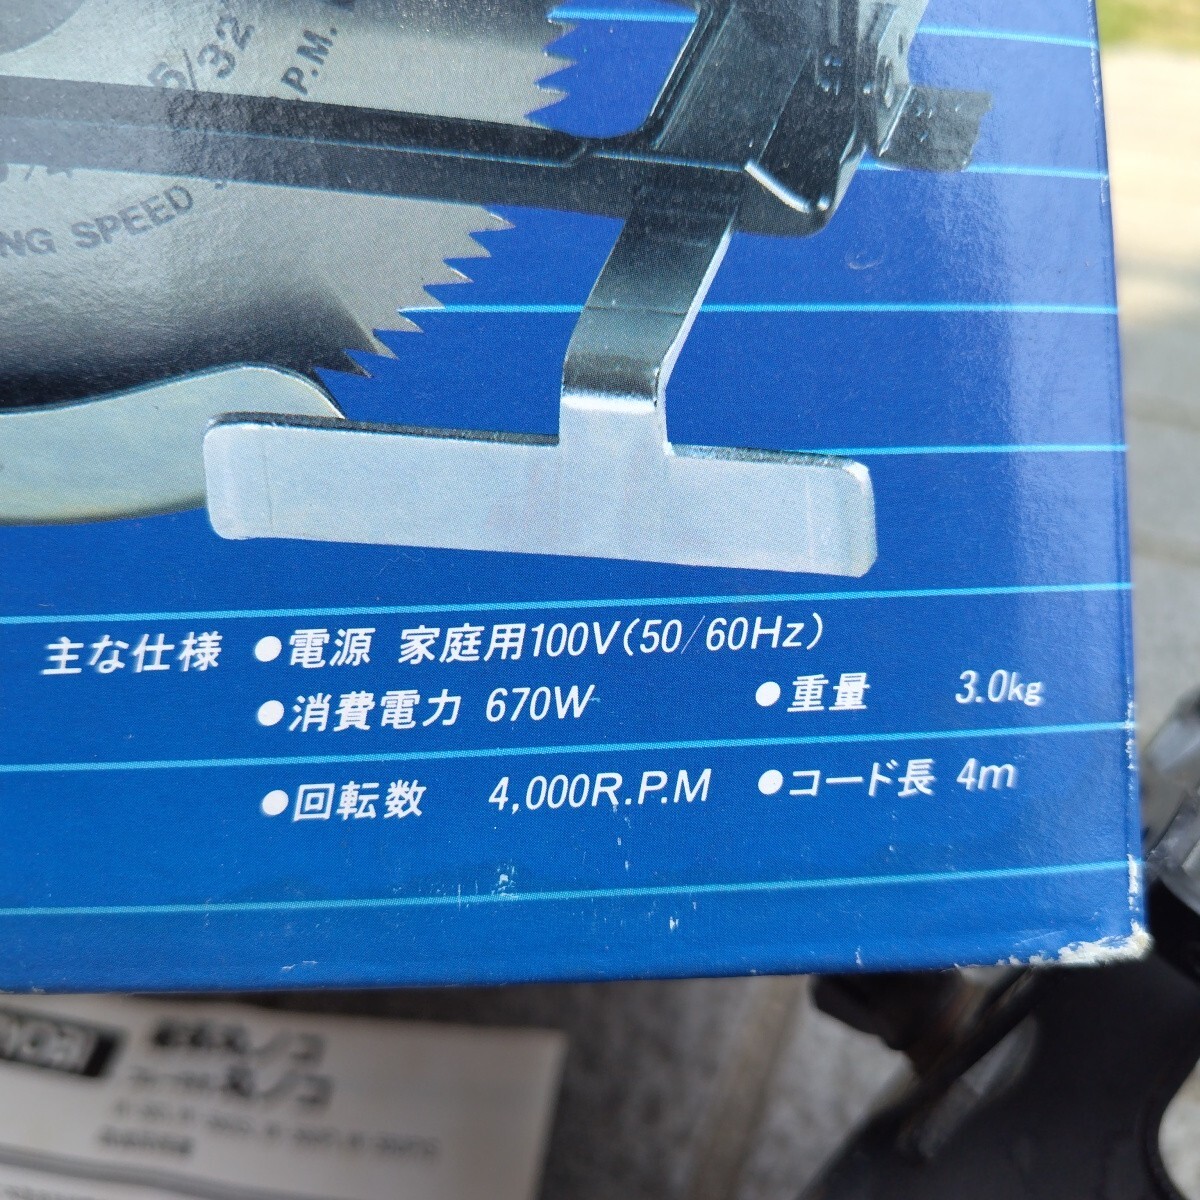 5/32
P.M.
NG SPEED
主な仕様 ●電源 家庭用100V(50/60Hz)
●消費電力 670W ●重量 3.0kg
●回転数 4,000R.P.M ●コード長 4m